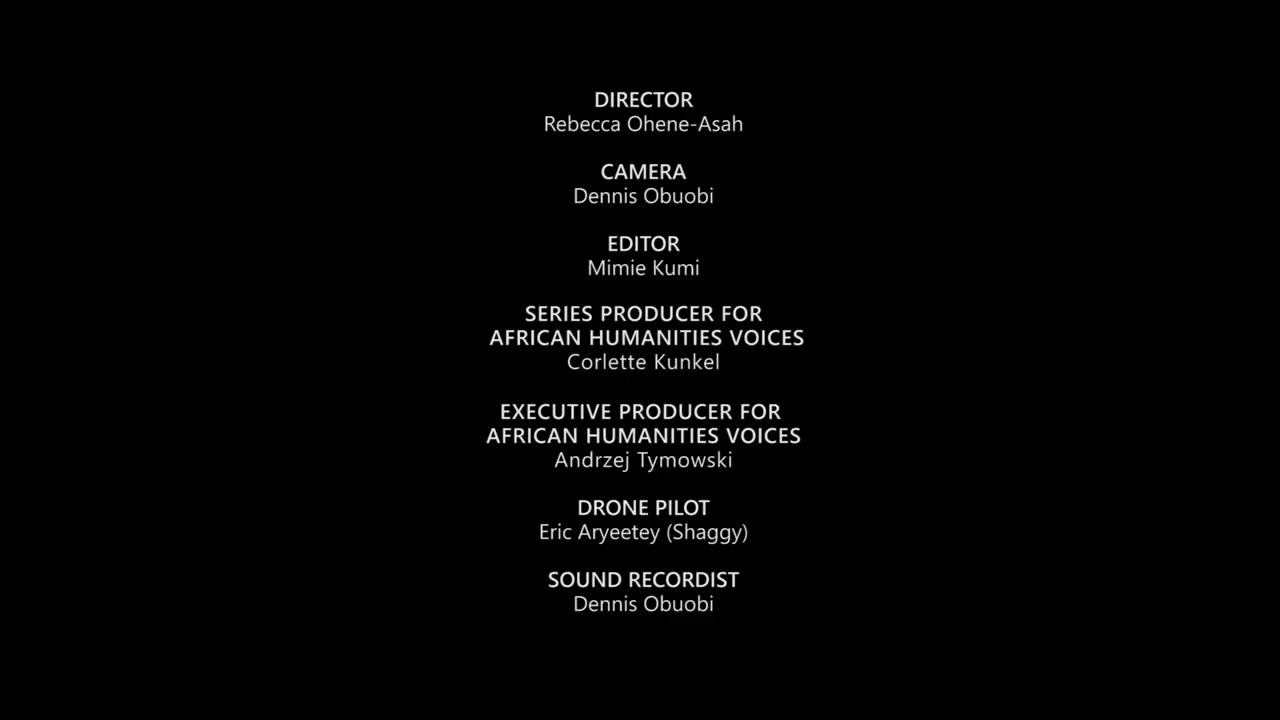 DIRECTOR
Rebecca Ohene-Asah
CAMERA
Dennis Obuobi
EDITOR
Mimie Kumi
SERIES PRODUCER FOR
AFRICAN HUMANITIES VOICES
Corlette Kunkel
EXECUTIVE PRODUCER FOR
AFRICAN HUMANITIES VOICES
Andrzej Tymowski
DRONE PILOT
Eric Aryeetey (Shaggy)
SOUND RECORDIST
Dennis Obuobi